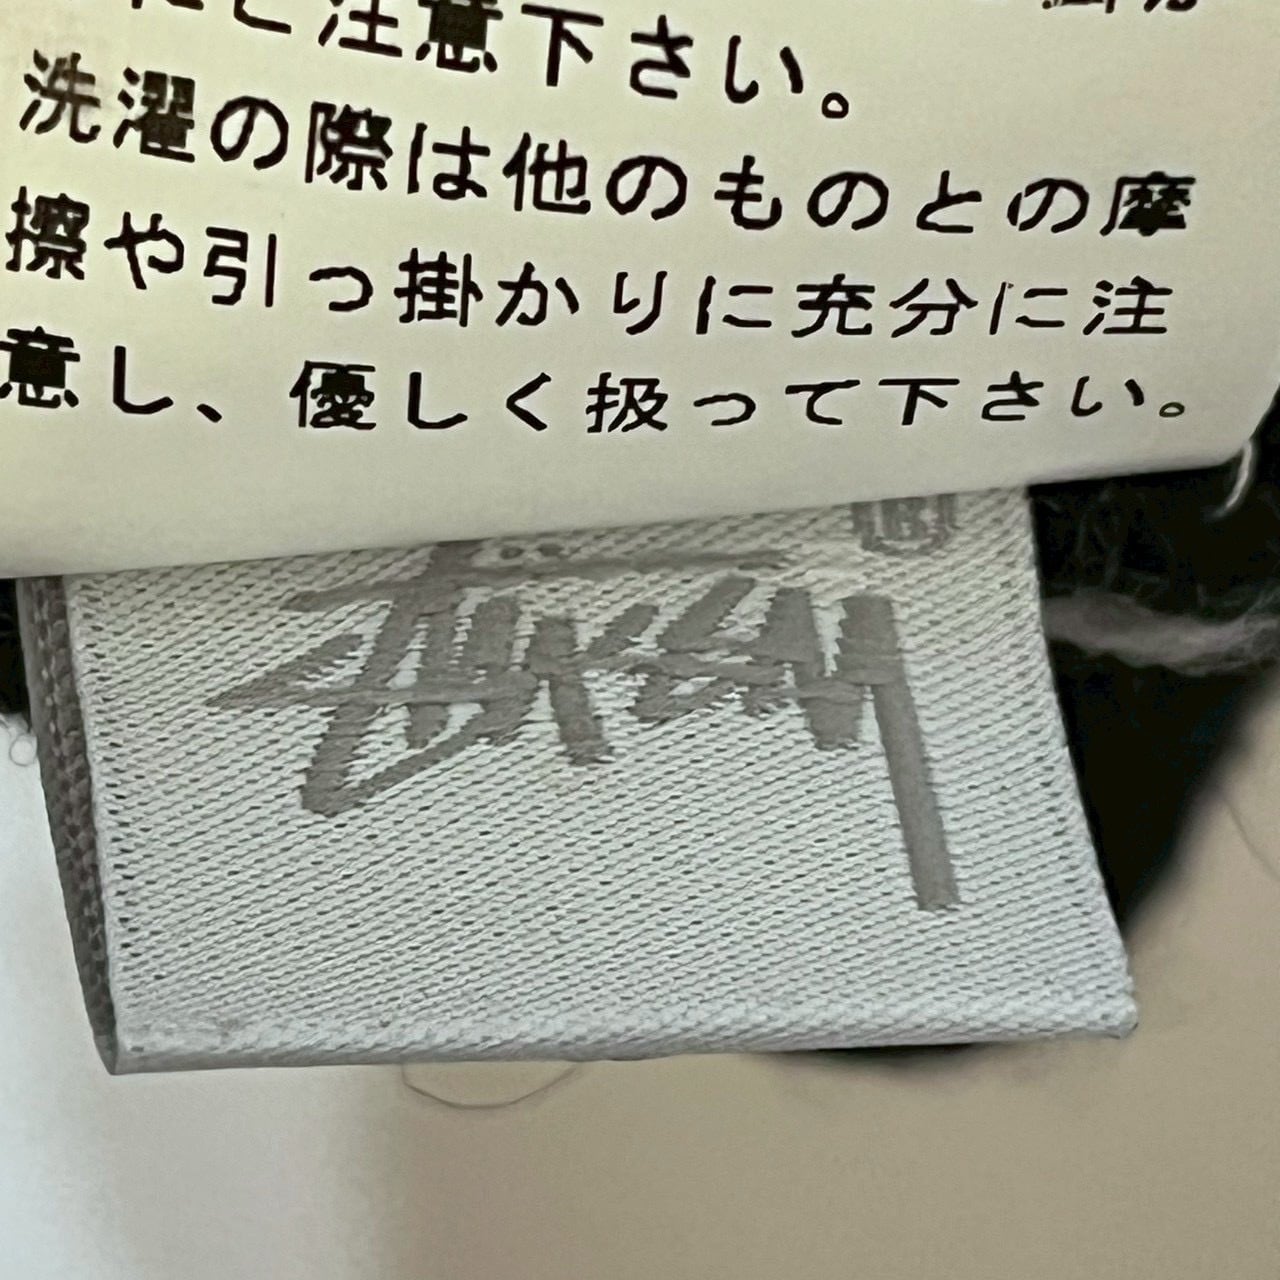 ご注意下さい。
洗濯の際は他のものとの摩
擦や引っ掛かりに充分に注
意し、優しく扱って下さい。
STÜSSY ®